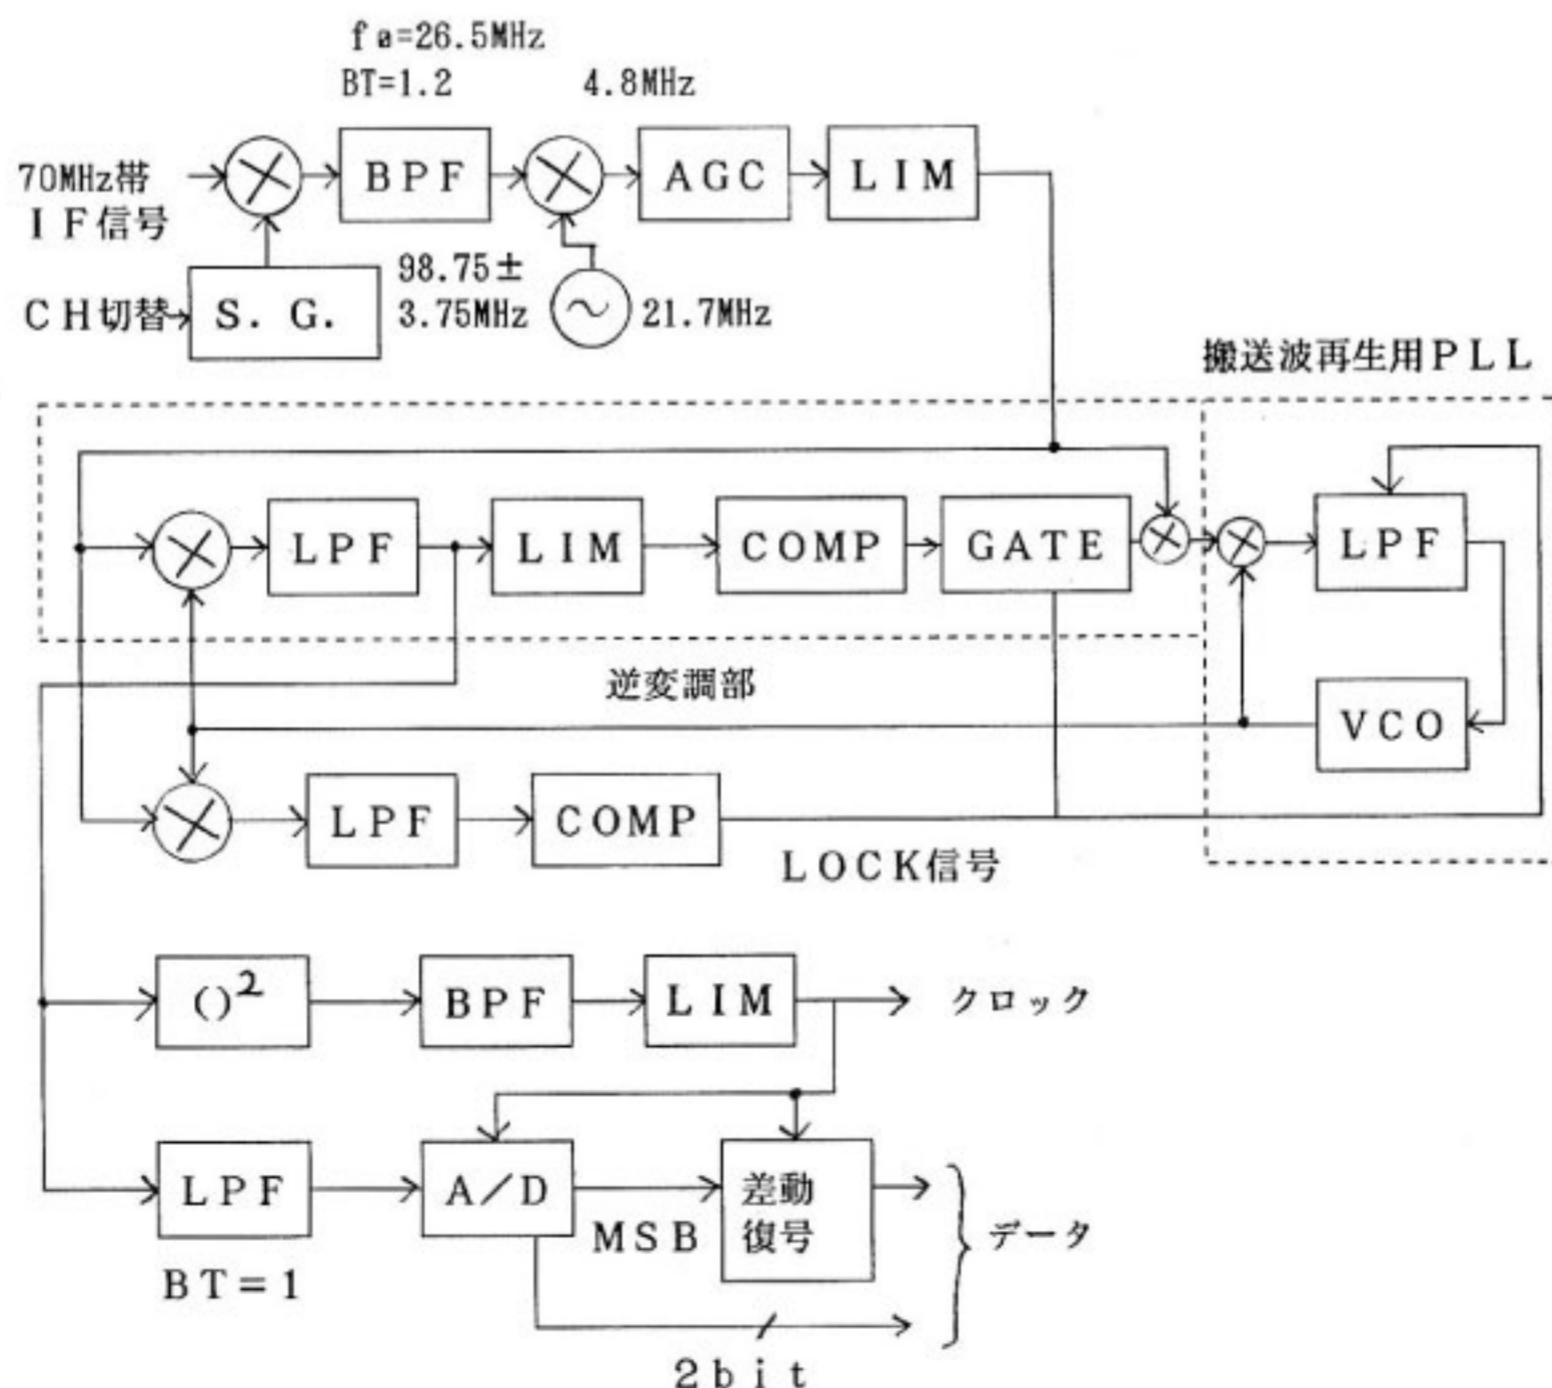 fø=26.5MHz
BT=1.2
4.8MHz
70MHz帯
IF信号
BPF
AGC
LIM
CH切替
S.G.
98.75±
3.75MHz
21.7MHz
搬送波再生用PLL
LPF
LIM
COMP
GATE
LPF
逆変調部
VCO
LPF
COMP
LOCK信号
()²
BPF
LIM
クロック
LPF
A/D
MSB
差動
復号
データ
BT=1
2bit